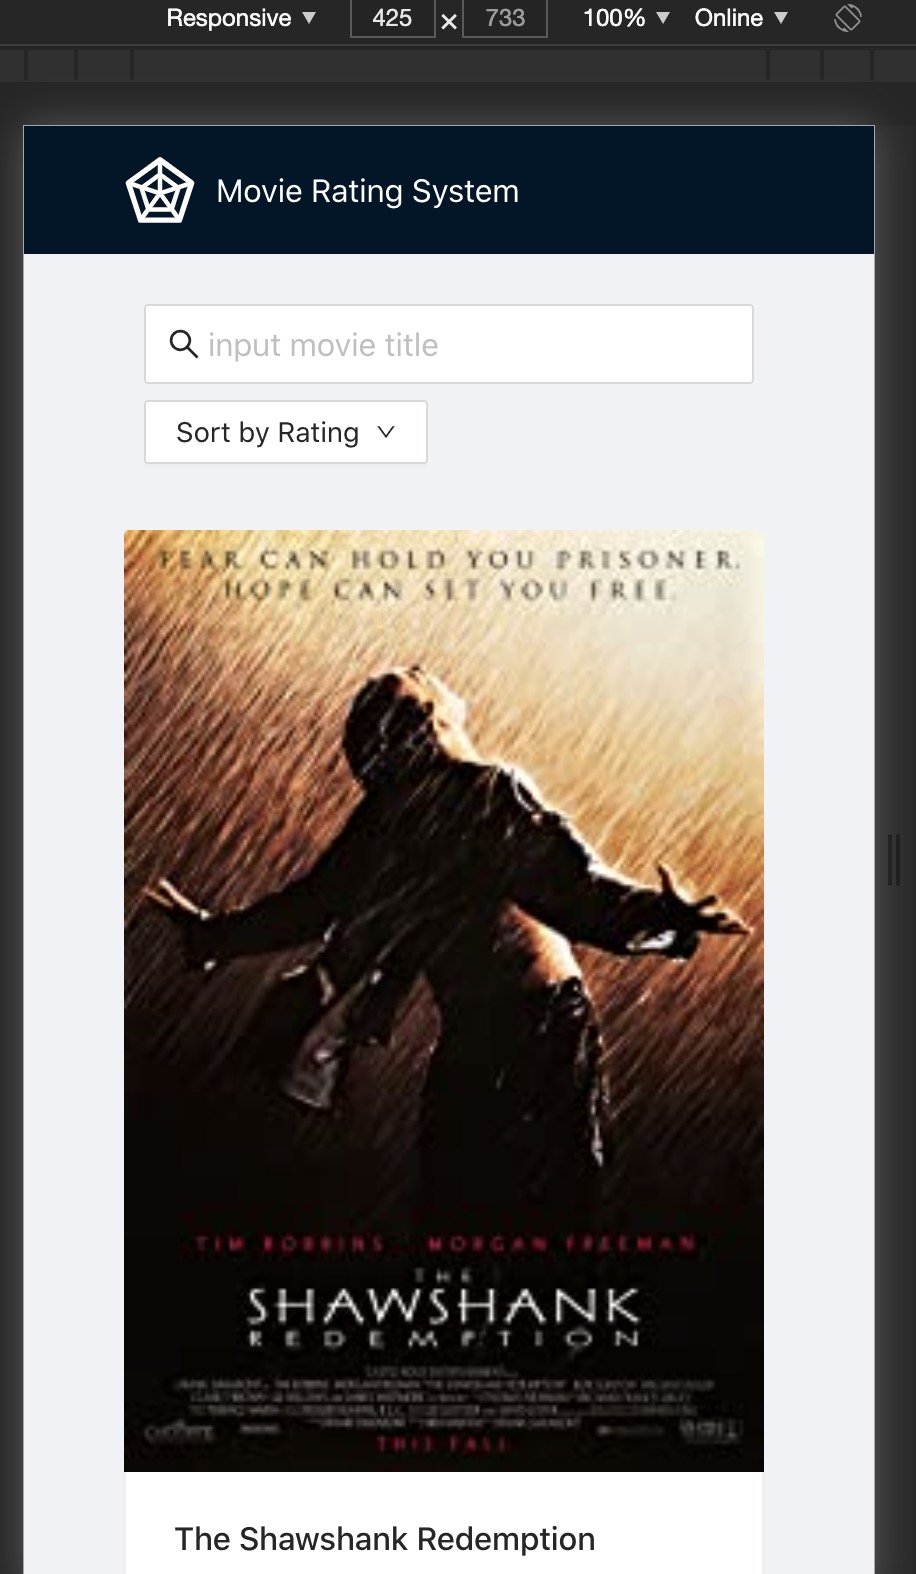 Responsive ▼ 425 × 733 100% ▼ Online ▼
Movie Rating System
input movie title
Sort by Rating
FEAR CAN HOLD YOU PRISONER.
HOPE CAN SET YOU FREE.
TIM ROBBINS MORGAN FREEMAN
THE
SHAWSHANK
REDEMPTION
THIS FALL
The Shawshank Redemption